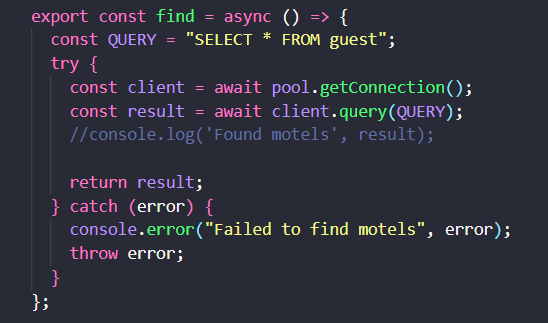 export const find = async () => {
  const QUERY = "SELECT * FROM guest";
  try {
    const client = await pool.getConnection();
    const result = await client.query(QUERY);
    //console.log('Found motels', result);

    return result;
  } catch (error) {
    console.error("Failed to find motels", error);
    throw error;
  }
};